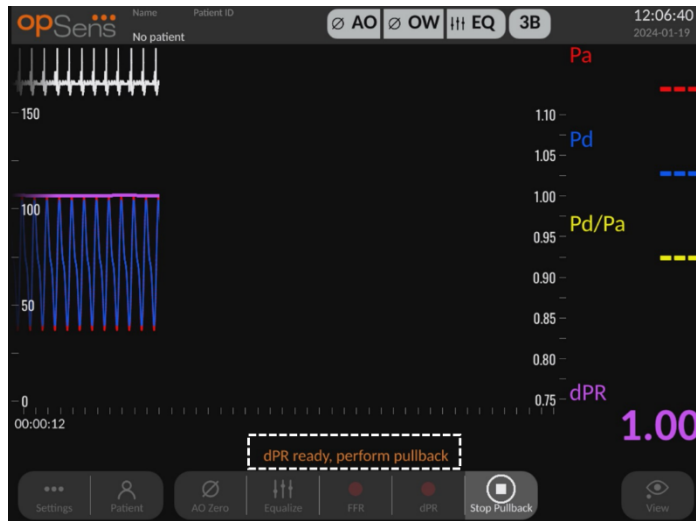 opSens
Name Patient ID
No patient
Ø AO Ø OW EQ 3B
12:06:40
2024-01-19
Pa
150
1.10
Pd
1.05
100
1.00
Pd/Pa
0.95
0.90
50
0.85
0.80
0
0.75
dPR
00:00:12
1.00
dPR ready, perform pullback
Settings Patient AO Zero Equalize FFR dPR Stop Pullback View